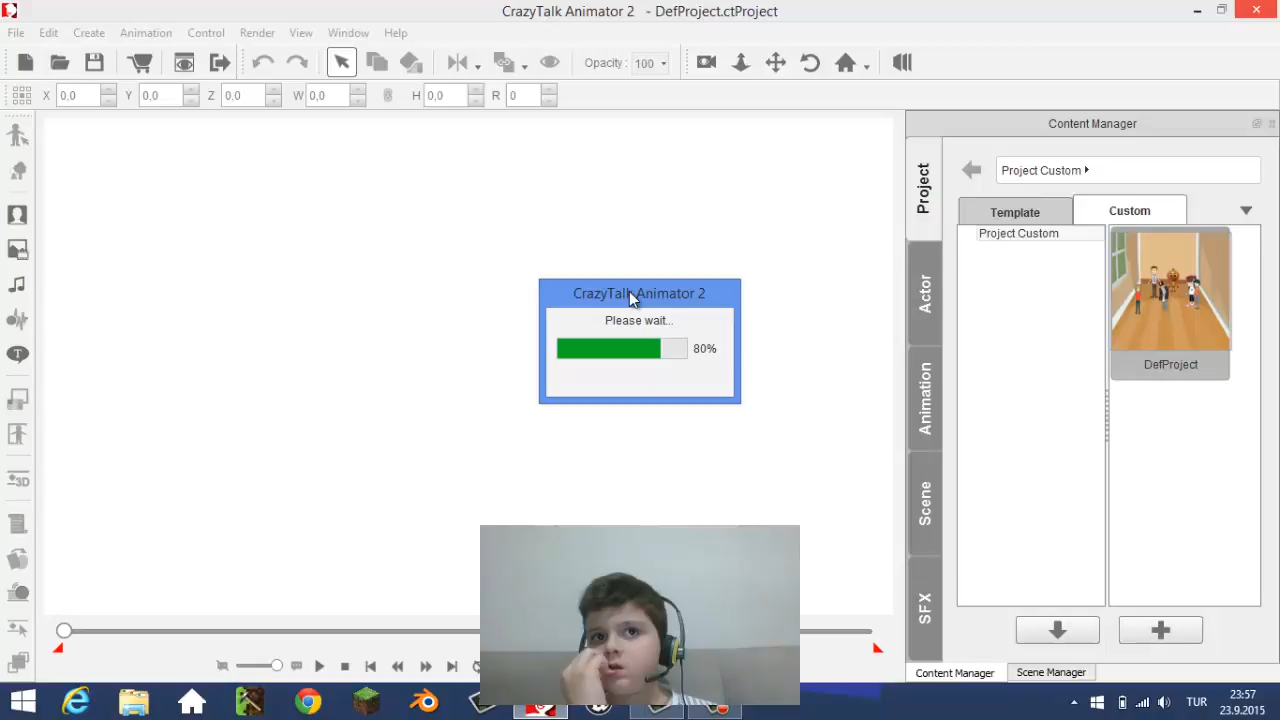 CrazyTalk Animator 2 - DefProject.ctProject
File Edit Create Animation Control Render View Window Help
Opacity : 100
X 0,0 Y 0,0 Z 0.0 W 0,0 H 0,0 R 0
Content Manager
Project Custom
Template Custom
Project Custom
DefProject
Project
Actor
Animation
Scene
SFX
CrazyTalk Animator 2
Please wait...
80%
Content Manager Scene Manager
TUR
23:57
23.9.2015